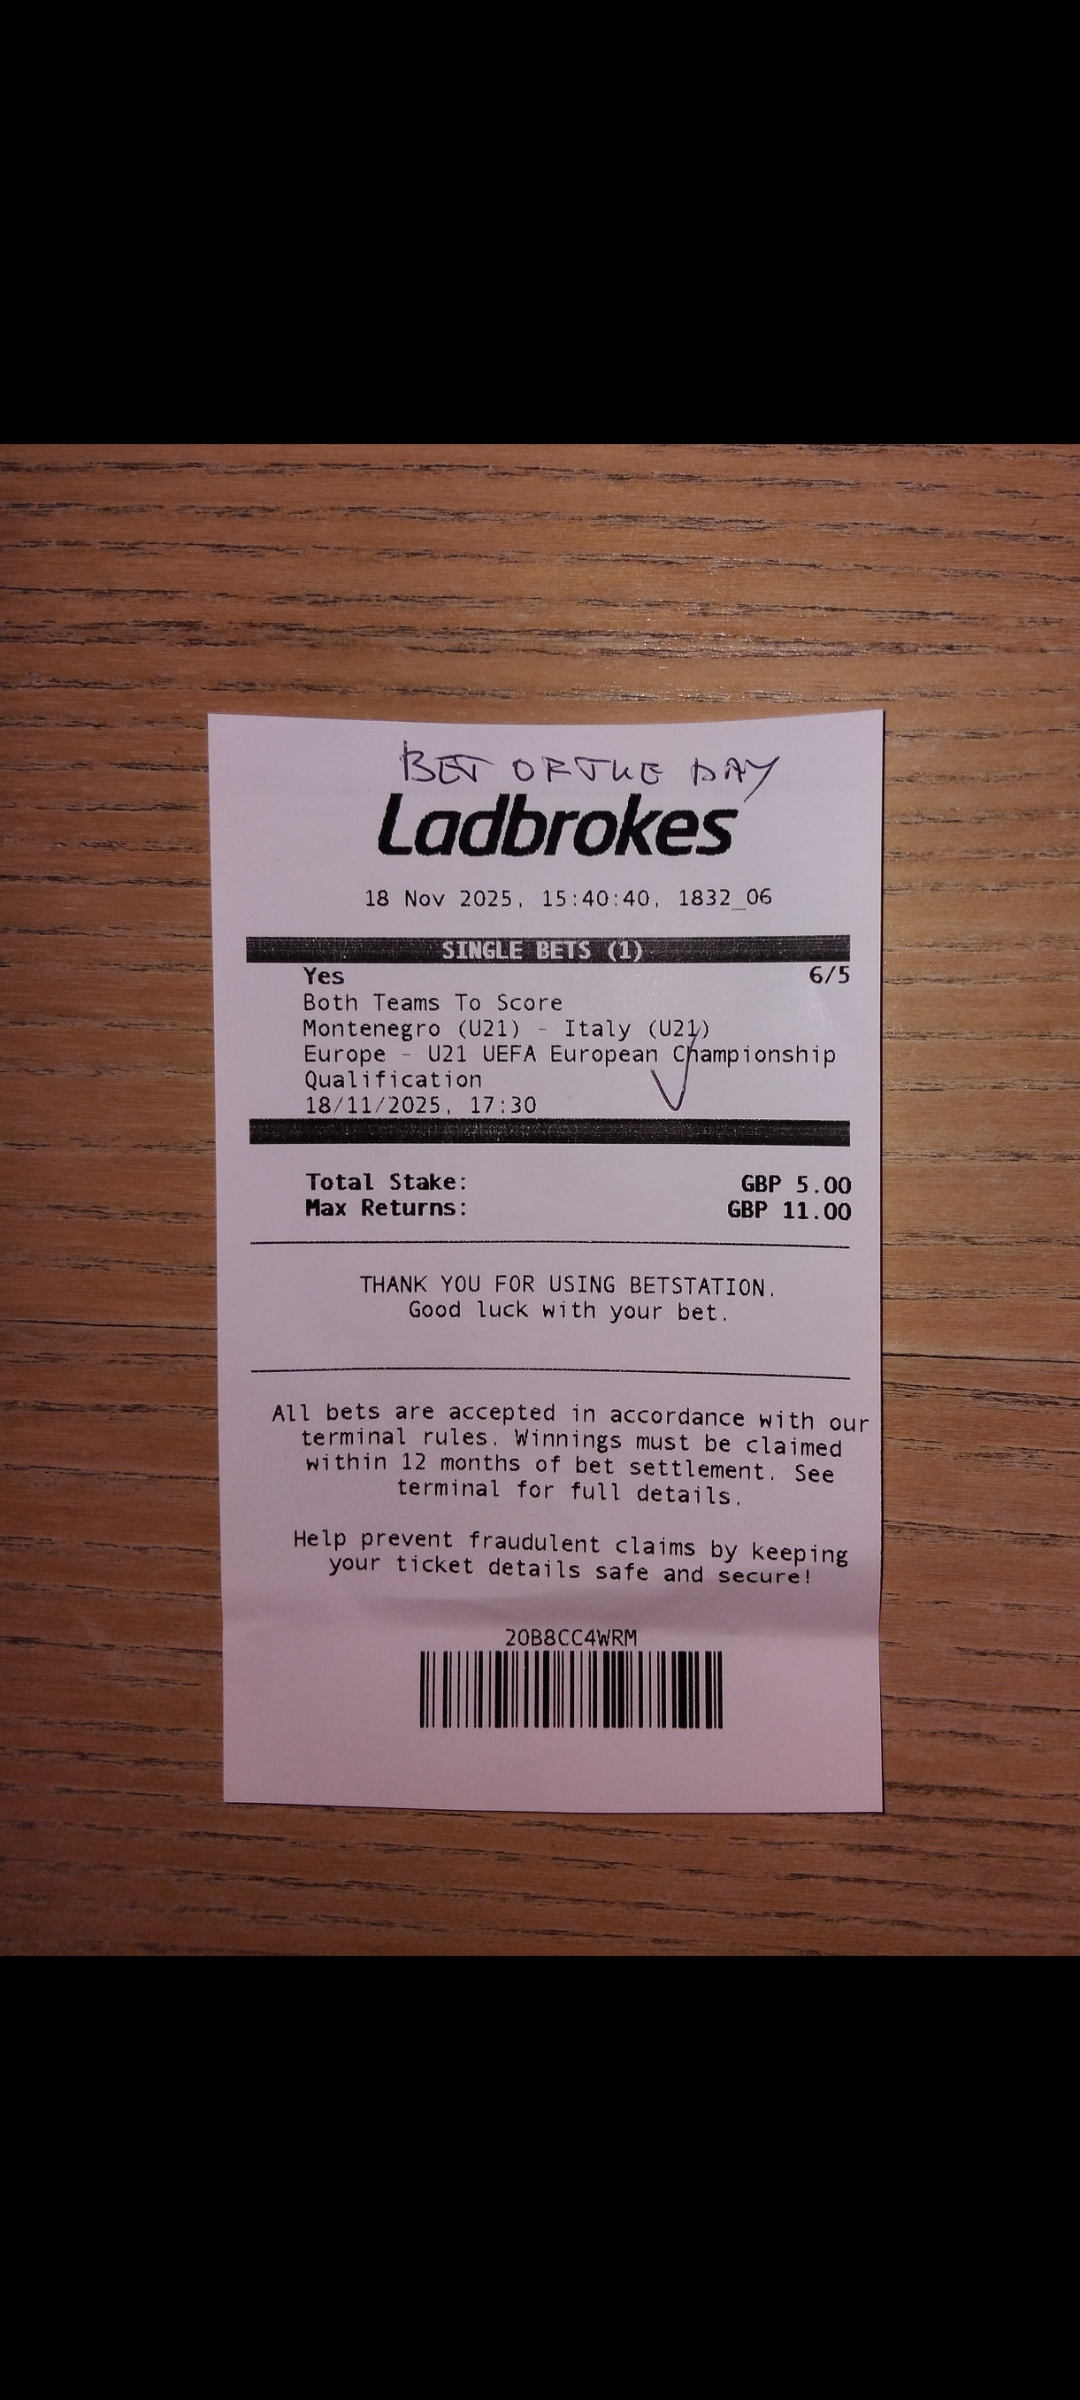 BET OF THE DAY
Ladbrokes
18 Nov 2025, 15:40:40, 1832_06
SINGLE BETS (1)
Yes 6/5
Both Teams To Score
Montenegro (U21) - Italy (U21)
Europe - U21 UEFA European Championship
Qualification
18/11/2025, 17:30
Total Stake: GBP 5.00
Max Returns: GBP 11.00
THANK YOU FOR USING BETSTATION.
Good luck with your bet.
All bets are accepted in accordance with our
terminal rules. Winnings must be claimed
within 12 months of bet settlement. See
terminal for full details.
Help prevent fraudulent claims by keeping
your ticket details safe and secure!
20B8CC4WRM